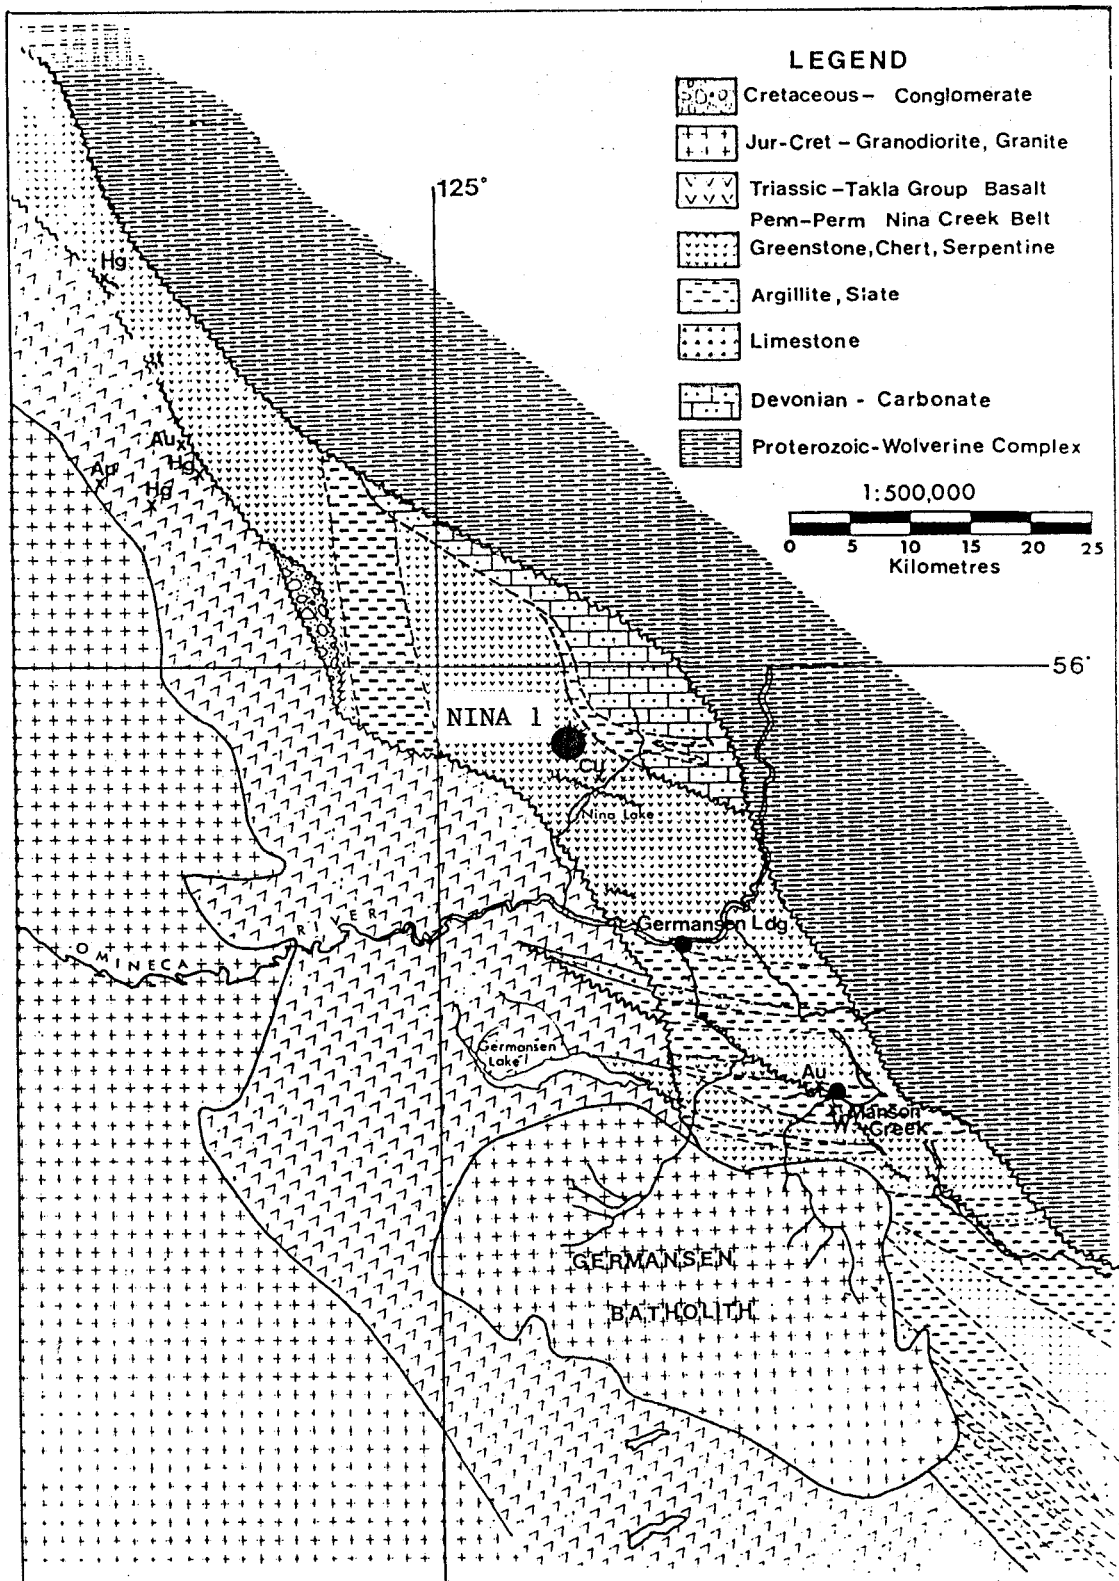 LEGEND
Cretaceous- Conglomerate
Jur-Cret - Granodiorite, Granite
Triassic-Takla Group Basalt
Penn-Perm Nina Creek Belt
Greenstone, Chert, Serpentine
Argillite, Slate
Limestone
Devonian - Carbonate
Proterozoic-Wolverine Complex
1:500,000
0 5 10 15 20 25
Kilometres
125°
Hg
Au
Hg
Ap
Hg
56°
NINA 1
Cu
Nina Lake
OMINECA RIVER
Germansen Ldg.
Germansen
Lake
Au
W
Manson
Creek
GERMANSEN
BATHOLITH